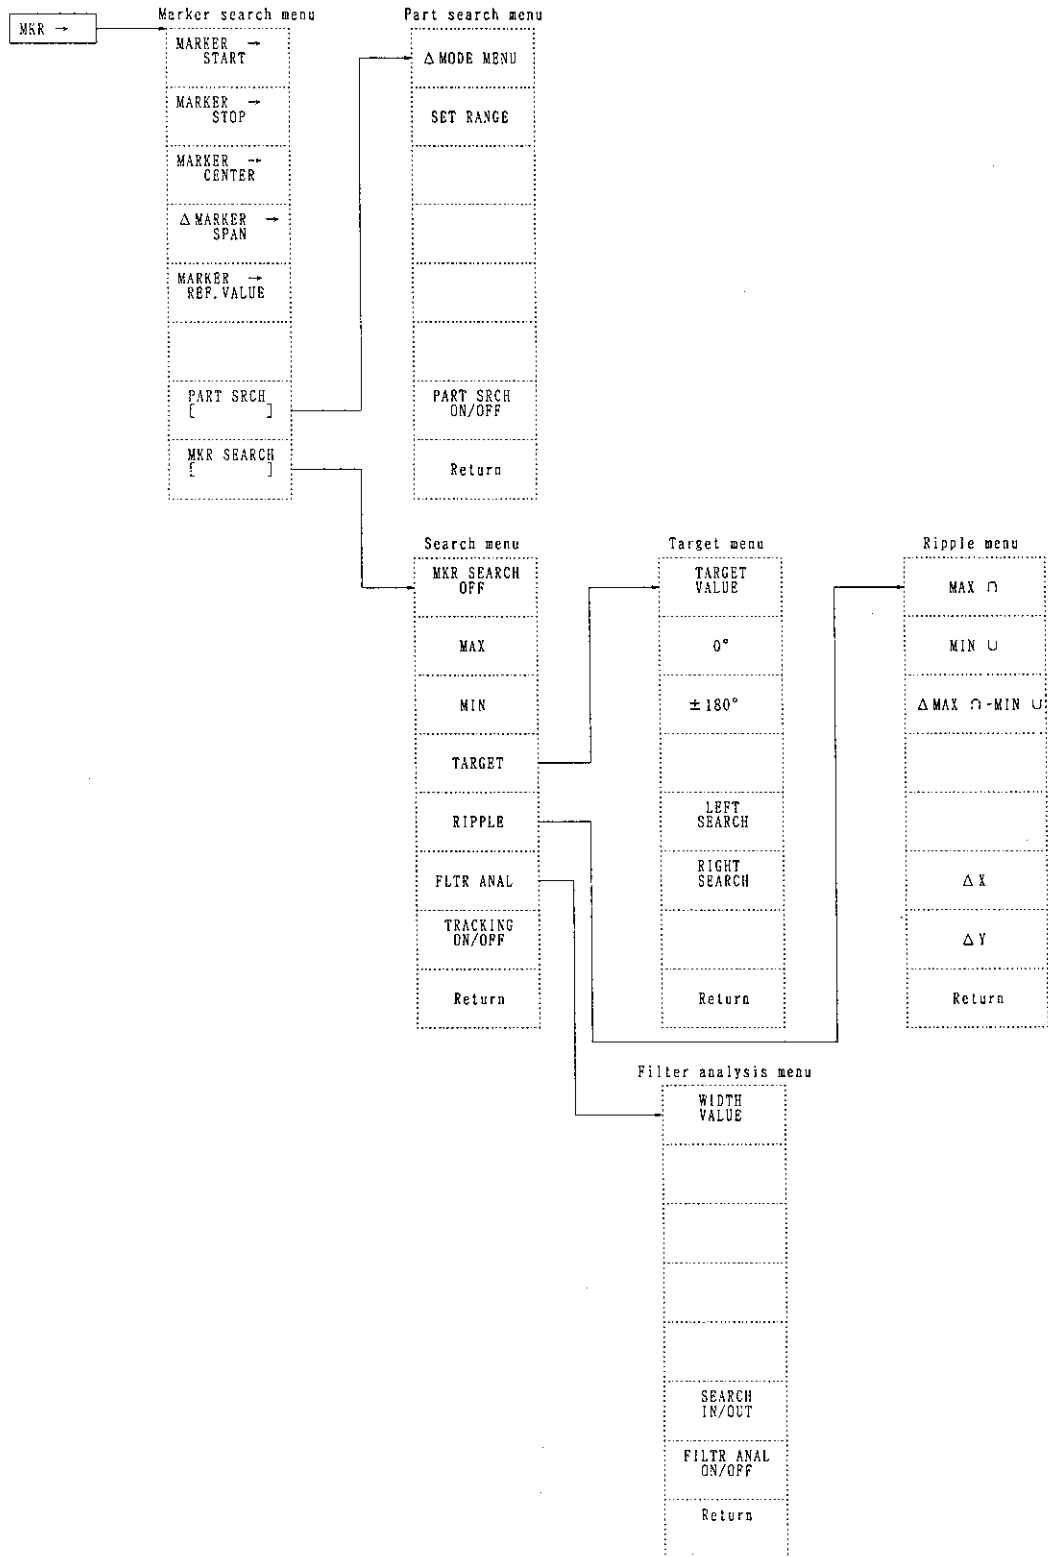 MKR →
Marker search menu
MARKER →
START
MARKER →
STOP
MARKER →
CENTER
Δ MARKER →
SPAN
MARKER →
REF. VALUE
PART SRCH
[ ]
MKR SEARCH
[ ]
Part search menu
Δ MODE MENU
SET RANGE
PART SRCH
ON/OFF
Return
Search menu
MKR SEARCH
OFF
MAX
MIN
TARGET
RIPPLE
FLTR ANAL
TRACKING
ON/OFF
Return
Target menu
TARGET
VALUE
0°
±180°
LEFT
SEARCH
RIGHT
SEARCH
Return
Ripple menu
MAX ∩
MIN ∪
Δ MAX ∩ -MIN ∪
Δ X
Δ Y
Return
Filter analysis menu
WIDTH
VALUE
SEARCH
IN/OUT
FILTR ANAL
ON/OFF
Return